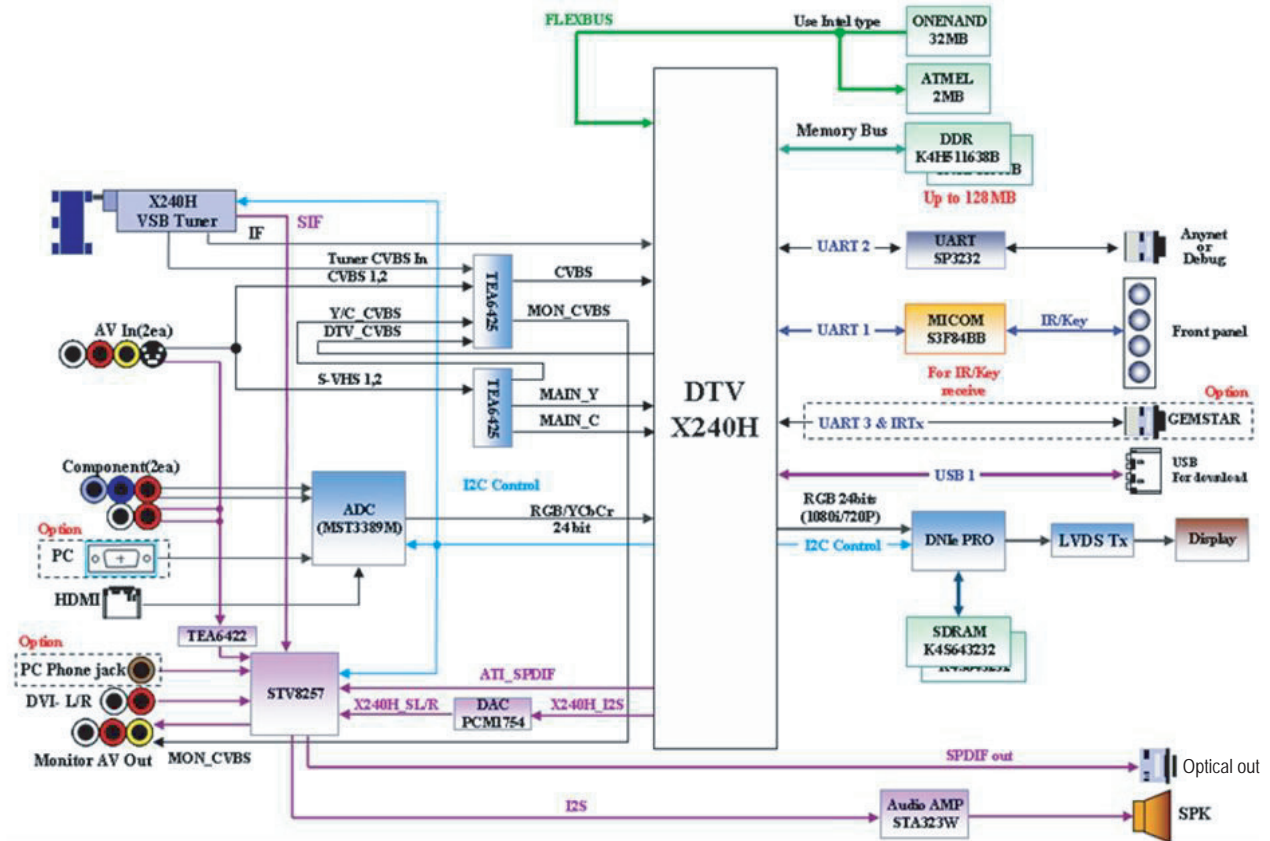 FLEXBUS
Use Intel type
ONENAND
32MB
ATMEL
2MB
Memory Bus
DDR
K4H511638B
Up to 128MB
X240H
VSB Tuner
SIF
IF
Tuner CVBS In
CVBS 1,2
Y/C_CVBS
DTV_CVBS
TEA6425
CVBS
MON_CVBS
AV In(2ea)
S-VHS 1,2
TEA6425
MAIN_Y
MAIN_C
DTV
X240H
UART 2
UART
SP3232
Anynet
or
Debug
UART 1
MICOM
S3F84BB
IR/Key
Front panel
For IR/Key
receive
Option
UART 3 & IRTx
GEMSTAR
USB 1
USB
For download
Component(2ea)
I2C Control
ADC
(MST3389M)
RGB/YCbCr
24bit
Option
PC
HDMI
RGB 24bits
(1080i/720P)
I2C Control
DNIe PRO
LVDS Tx
Display
SDRAM
K4S643232
K4S643232
TEA6422
Option
PC Phone jack
STV8257
DVI- L/R
ATI_SPDIF
X240H_SL/R
DAC
PCM1754
X240H_I2S
Monitor AV Out
MON_CVBS
SPDIF out
Optical out
I2S
Audio AMP
STA323W
SPK